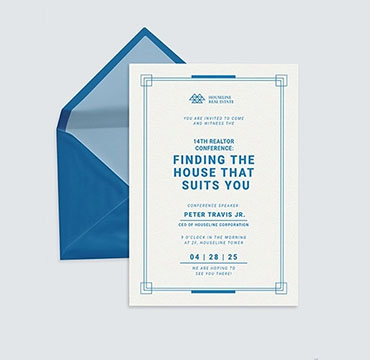 HOUSELINE
REAL ESTATE
YOU ARE INVITED TO COME
AND WITNESS THE
14TH REALTOR
CONFERENCE:
FINDING THE
HOUSE THAT
SUITS YOU
CONFERENCE SPEAKER
PETER TRAVIS JR.
CEO OF HOUSELINE CORPORATION
9 O'CLOCK IN THE MORNING
AT 2F, HOUSELINE TOWER
04 | 28 | 25
WE ARE HOPING TO
SEE YOU THERE!